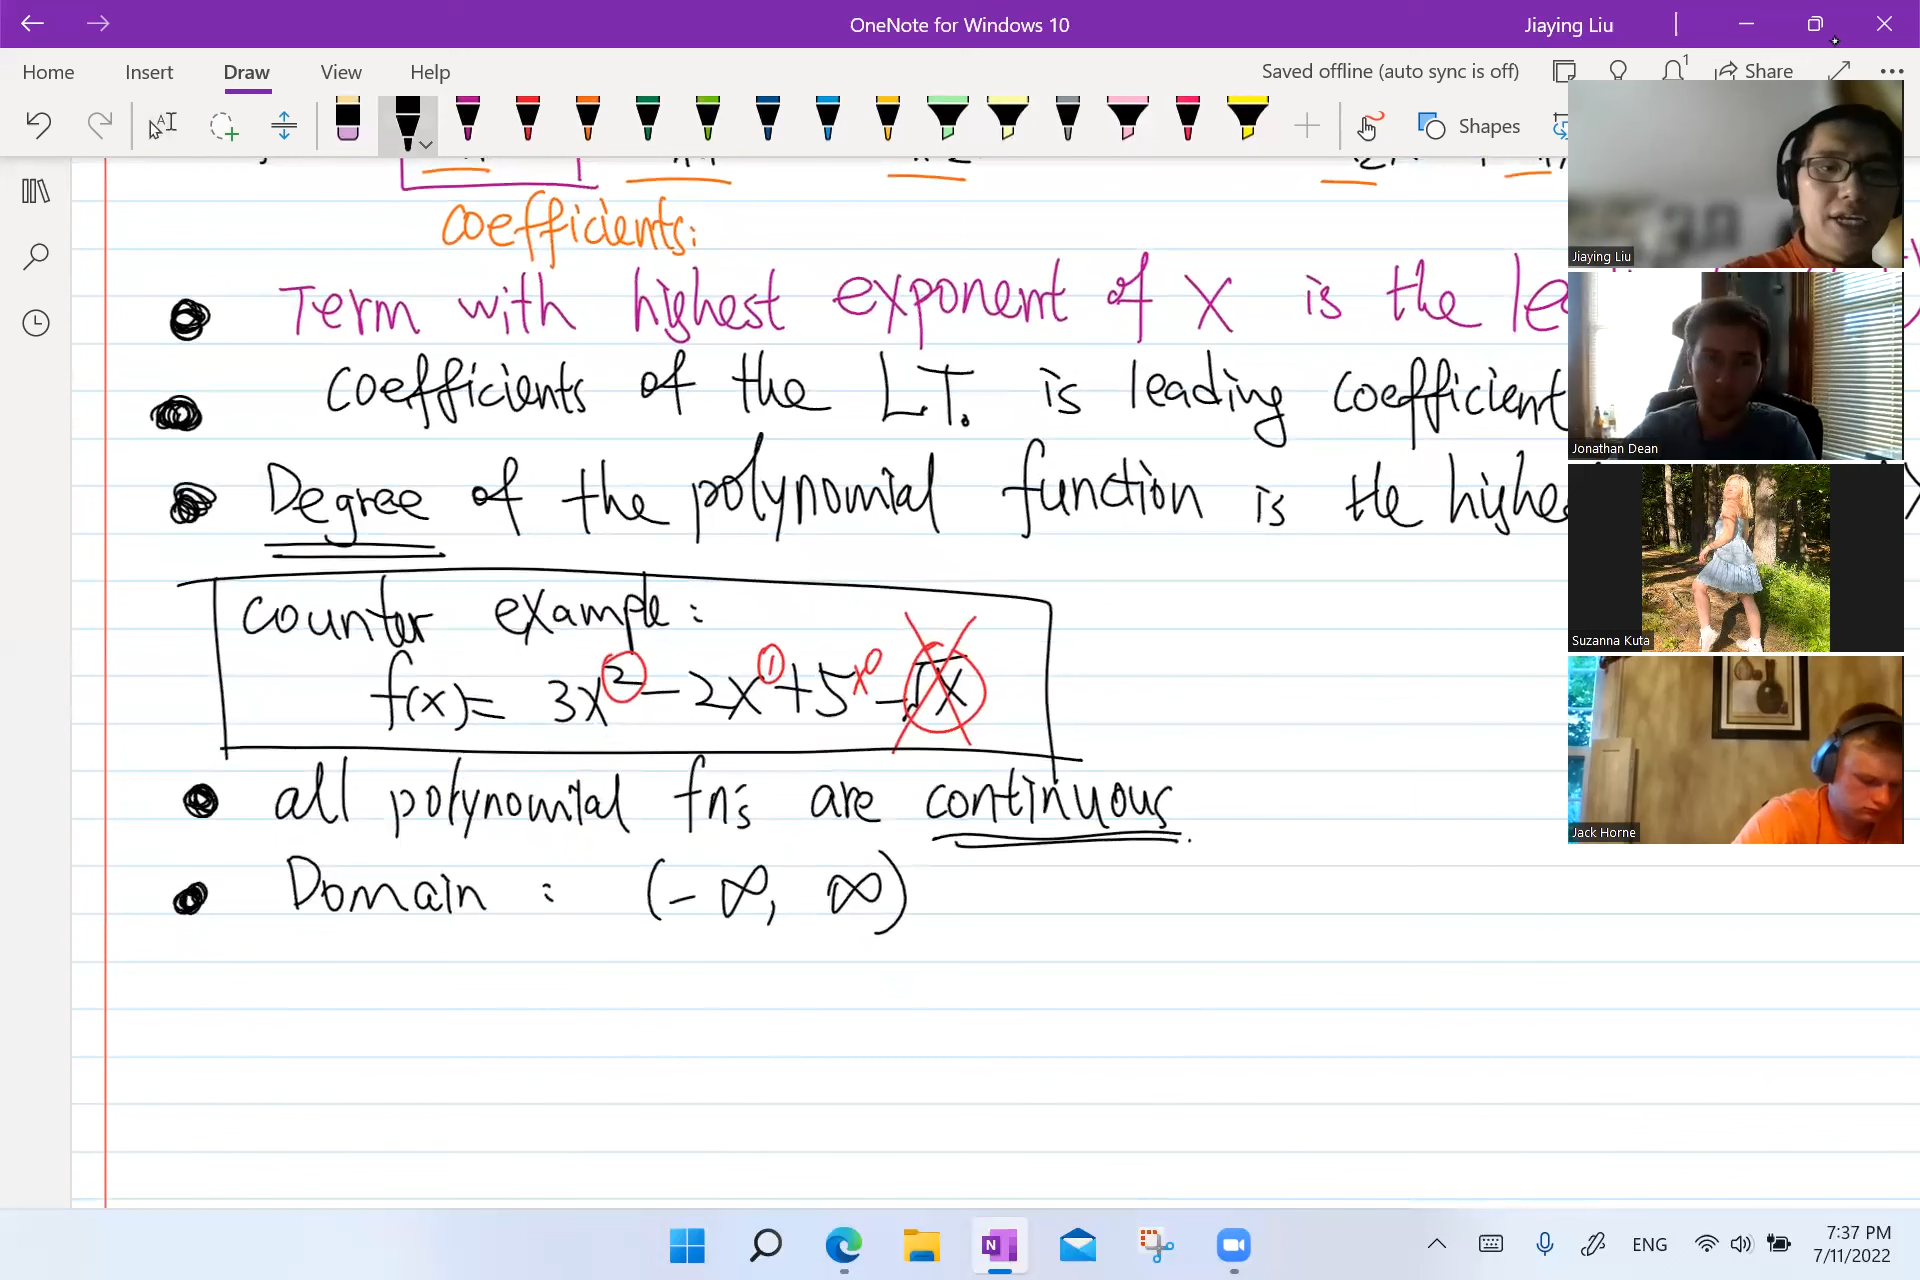 OneNote for Windows 10
Jiaying Liu
Home Insert Draw View Help
Saved offline (auto sync is off)
1
Share
Shapes
coefficients:
Term with highest exponent of X is the
coefficients of the LT. is leading coefficient
Degree of the polynomial function is the
counter example:
f(x)= 3x² - 2x¹ + 5x⁰ - √x
all polynomial fn's are continuous.
Domain : (-∞, ∞)
Jiaying Liu
Jonathan Dean
Suzanna Kuta
Jack Horne
ENG
7:37 PM
7/11/2022